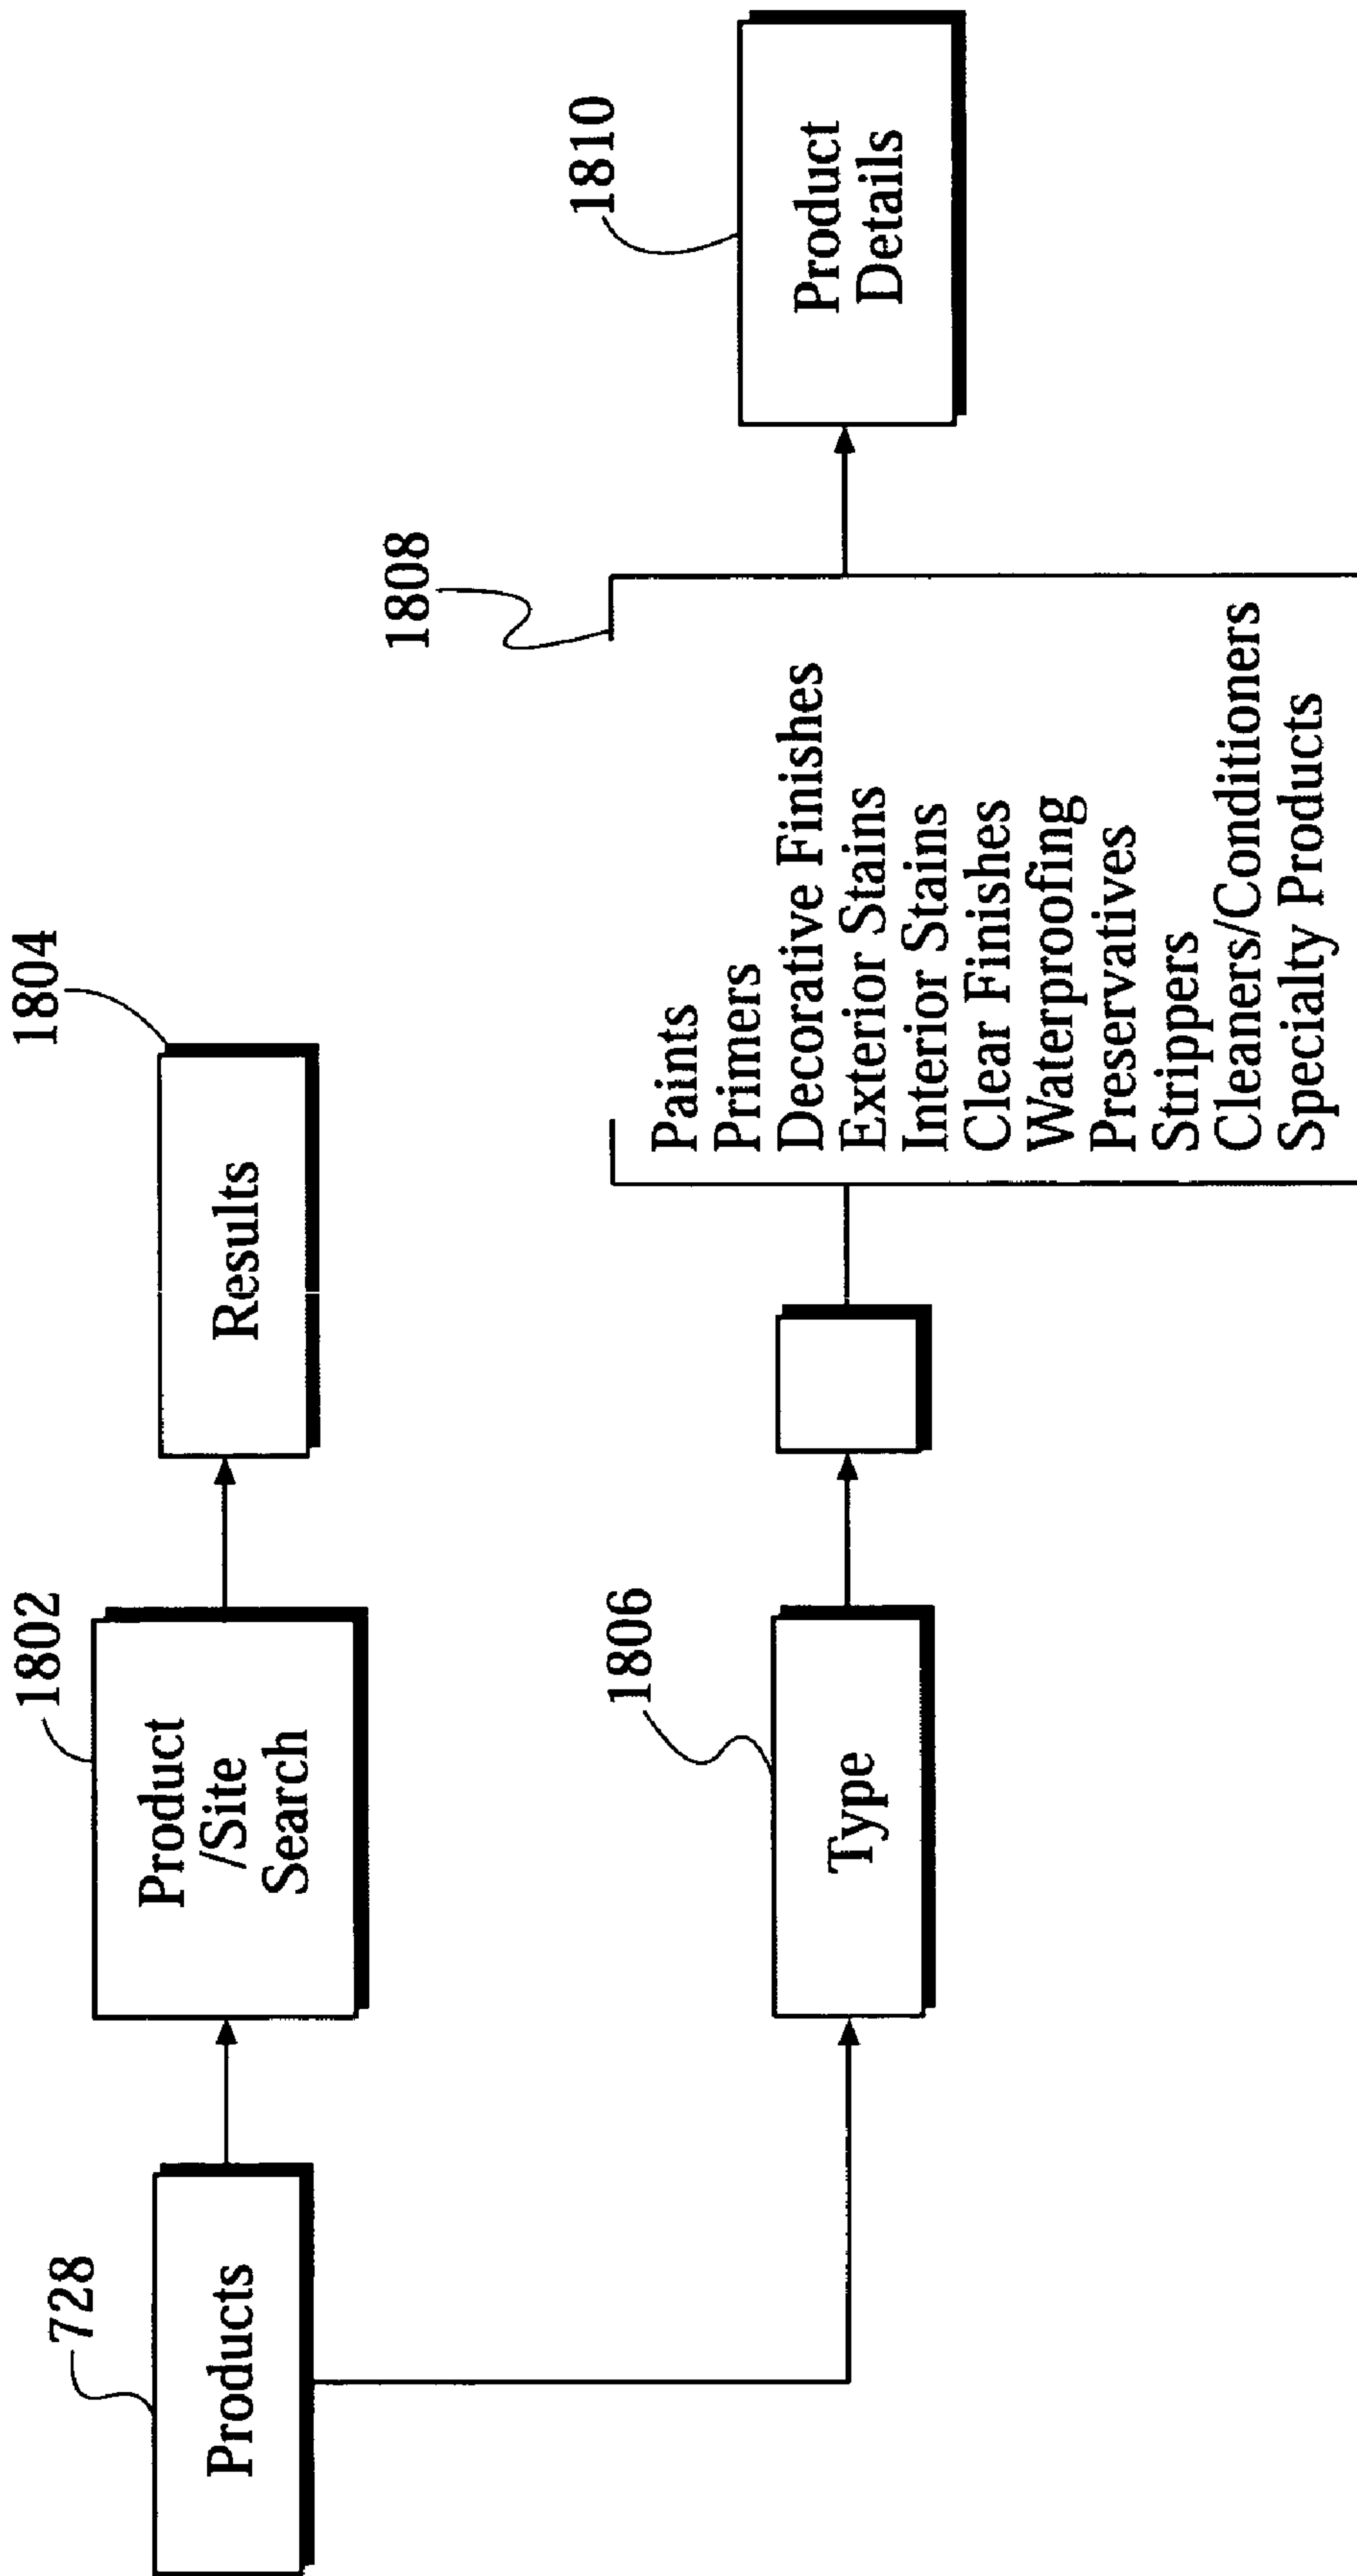 728
Products
1802
Product
/Site
Search
1804
Results
1806
Type
1808
Paints
Primers
Decorative Finishes
Exterior Stains
Interior Stains
Clear Finishes
Waterproofing
Preservatives
Strippers
Cleaners/Conditioners
Specialty Products
1810
Product
Details